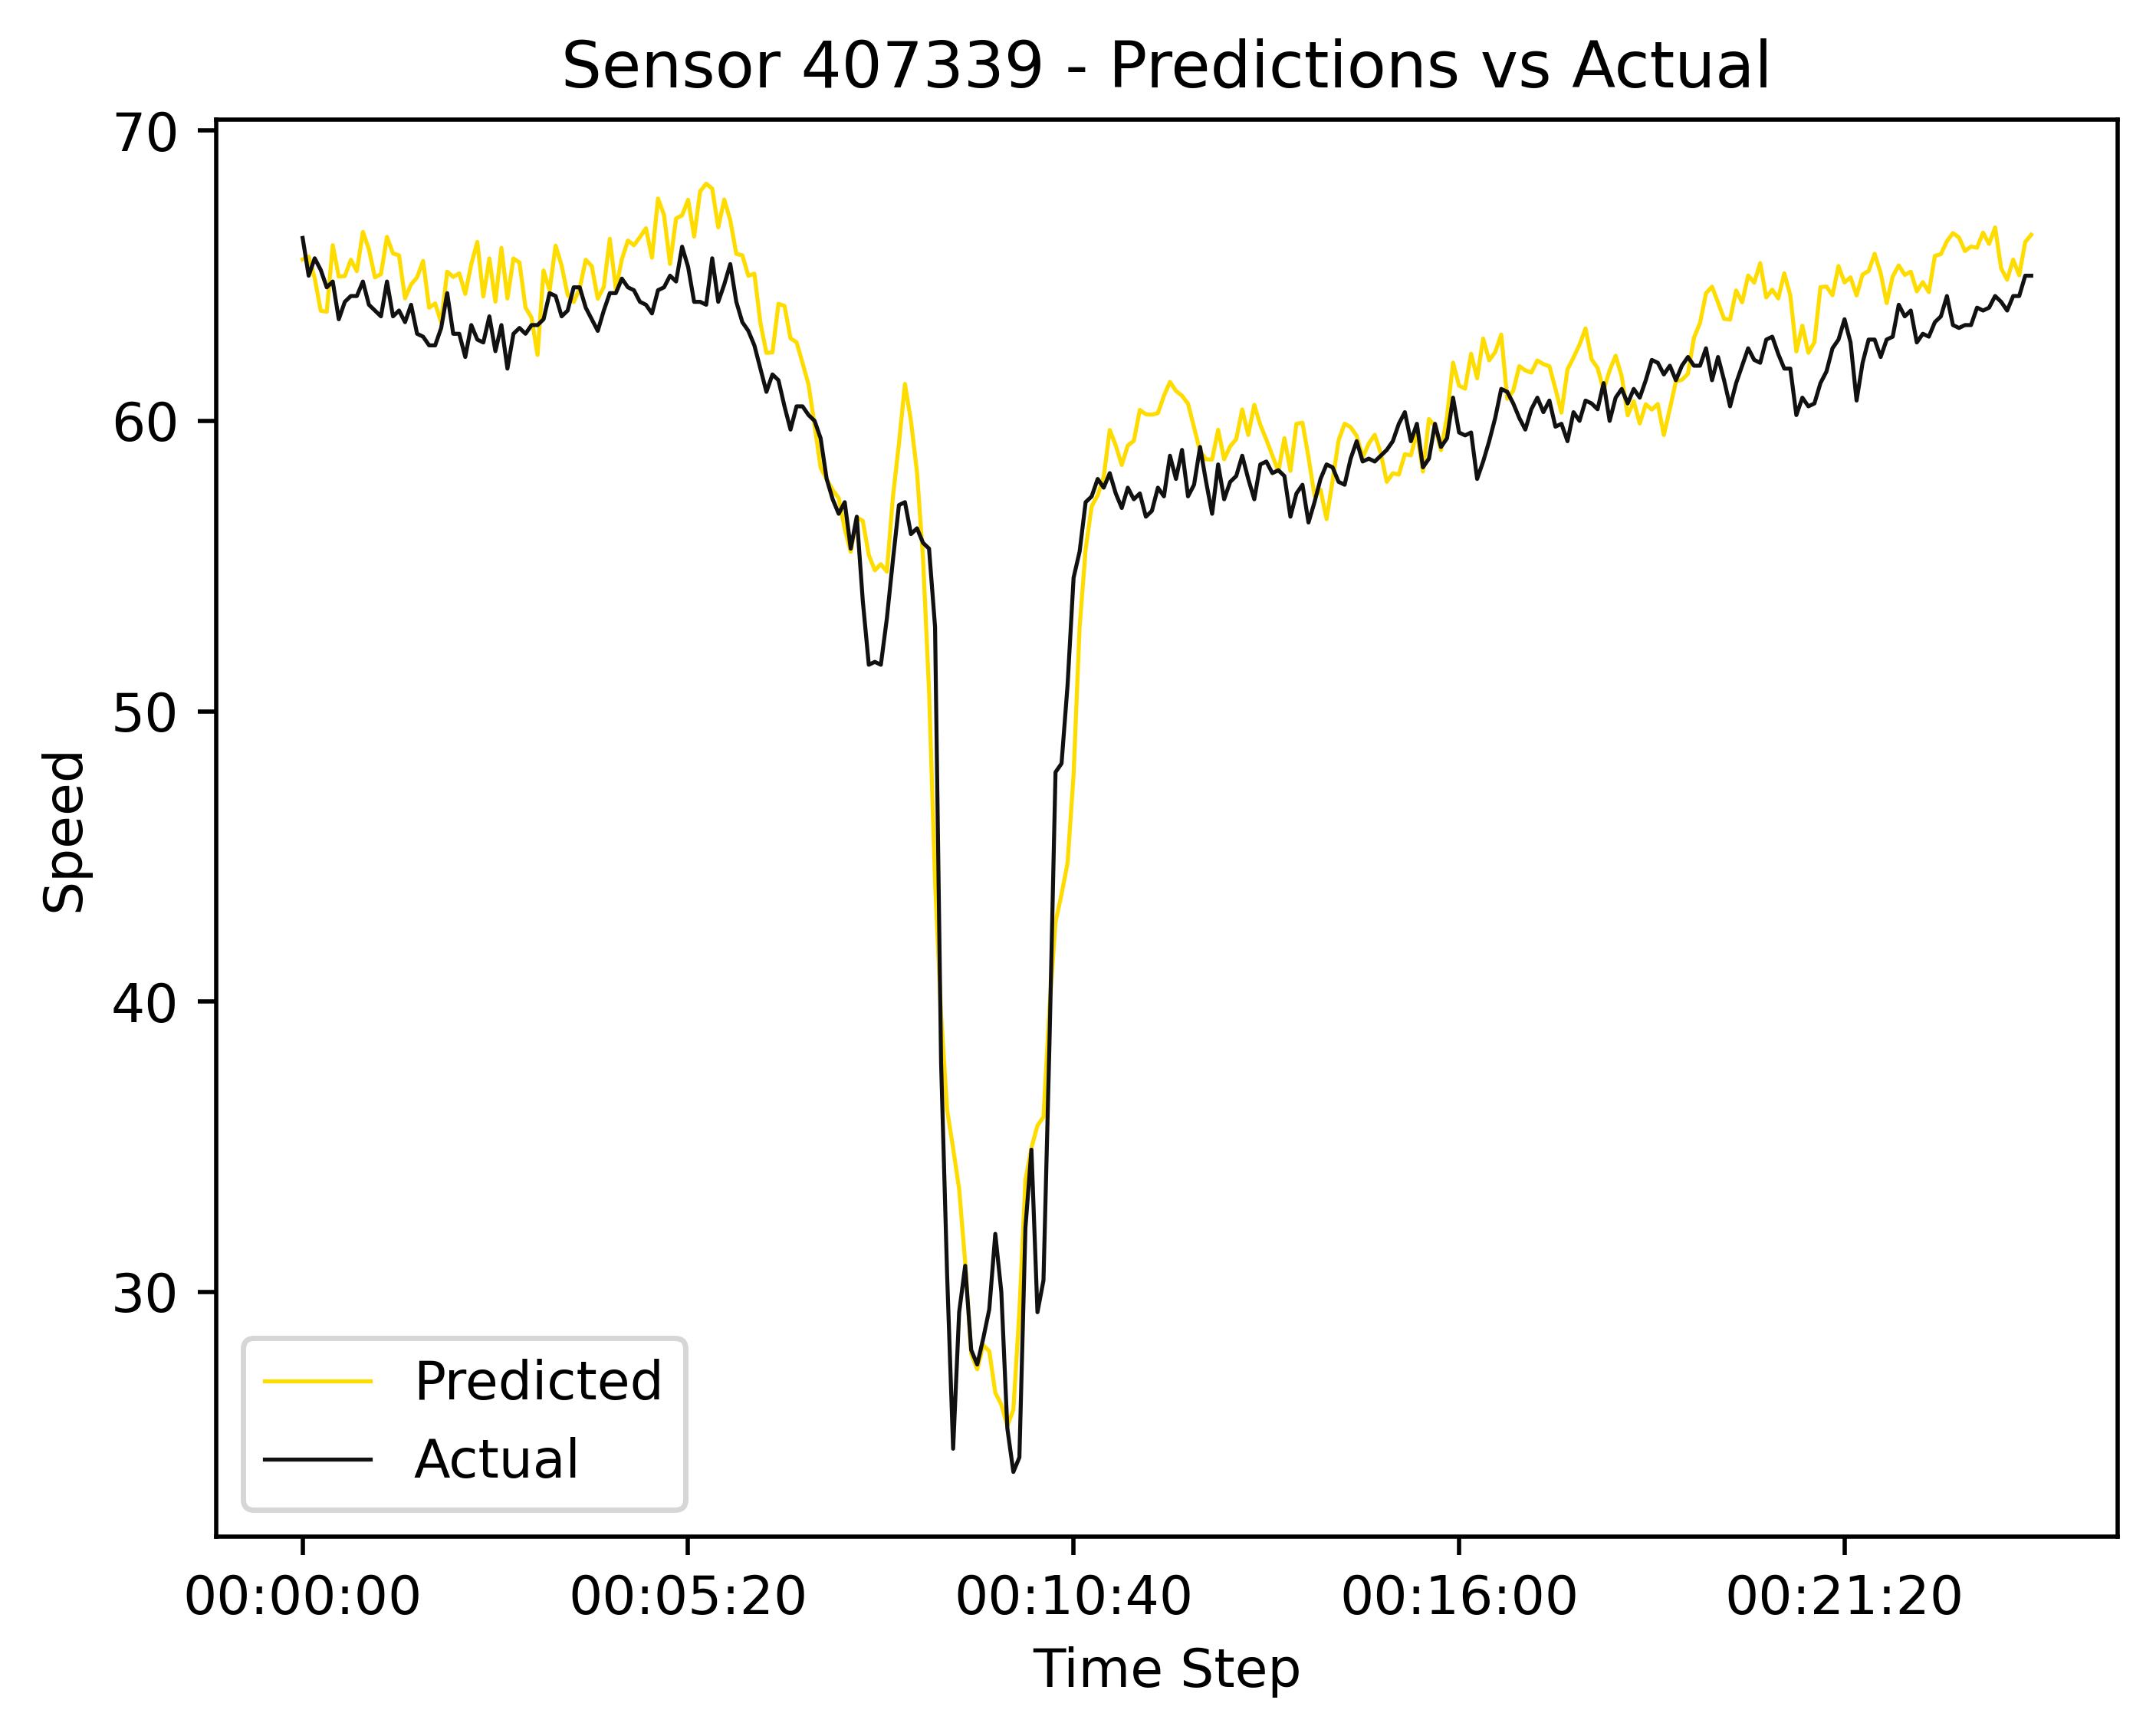 Sensor 407339 - Predictions vs Actual
70
60
50
40
30
Speed
Predicted
Actual
00:00:00 00:05:20 00:10:40 00:16:00 00:21:20
Time Step